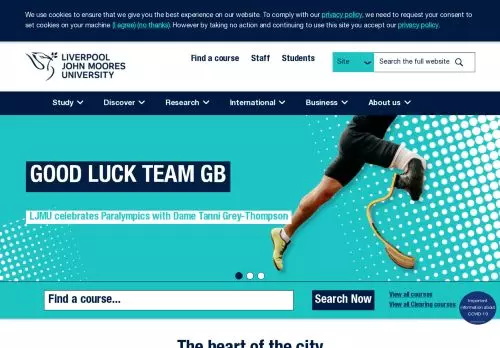 We use cookies to ensure that we give you the best experience on our website. To comply with our privacy policy, we need to request your consent to
set cookies on your machine (I agree) (no thanks). However by taking no action and continuing to use this site you accept our privacy policy.
LIVERPOOL
JOHN MOORES
UNIVERSITY
Find a course
Staff
Students
Site
Search the full website
Study
Discover
Research
International
Business
About us
GOOD LUCK TEAM GB
LJMU celebrates Paralympics with Dame Tanni Grey-Thompson
Find a course...
Search Now
View all courses
View all Clearing courses
Important
information about
COVID-19
The heart of the city